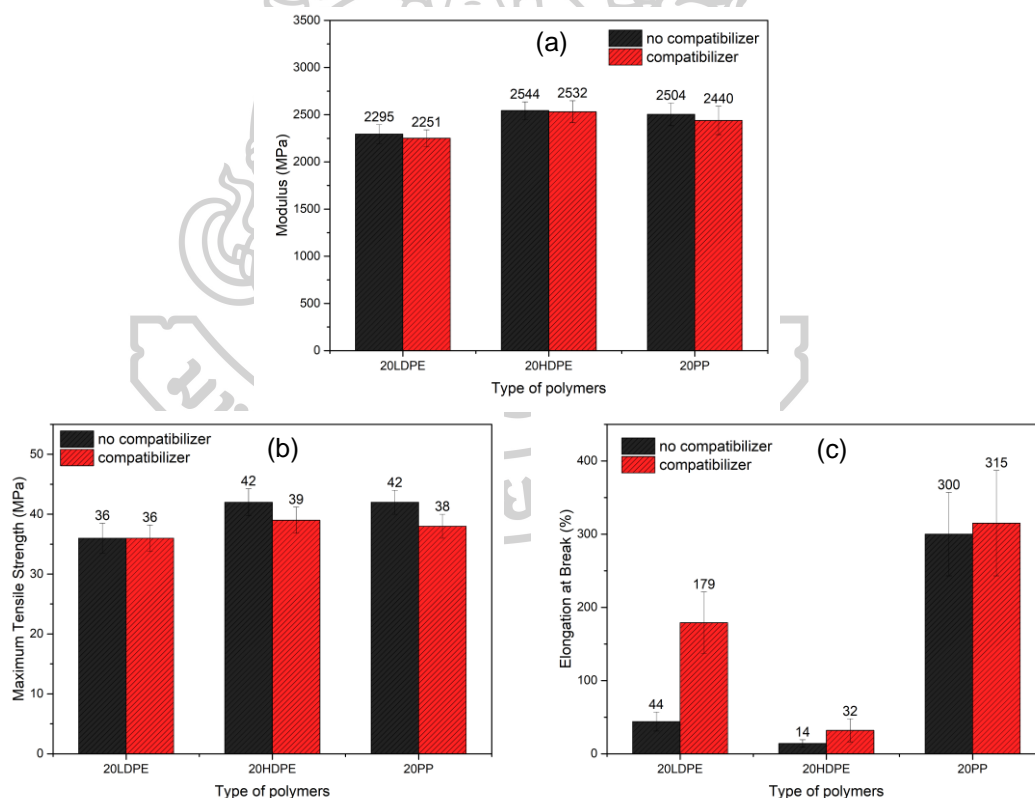 (a)
no compatibilizer
compatibilizer
3500
3000
2500
2000
1500
1000
500
0
Modulus (MPa)
2295
2251
2544
2532
2504
2440
20LDPE
20HDPE
20PP
Type of polymers
(b)
no compatibilizer
compatibilizer
50
40
30
20
10
0
Maximum Tensile Strength (MPa)
36
36
42
39
42
38
20LDPE
20HDPE
20PP
Type of polymers
(c)
no compatibilizer
compatibilizer
400
300
200
100
0
Elongation at Break (%)
44
179
14
32
300
315
20LDPE
20HDPE
20PP
Type of polymers